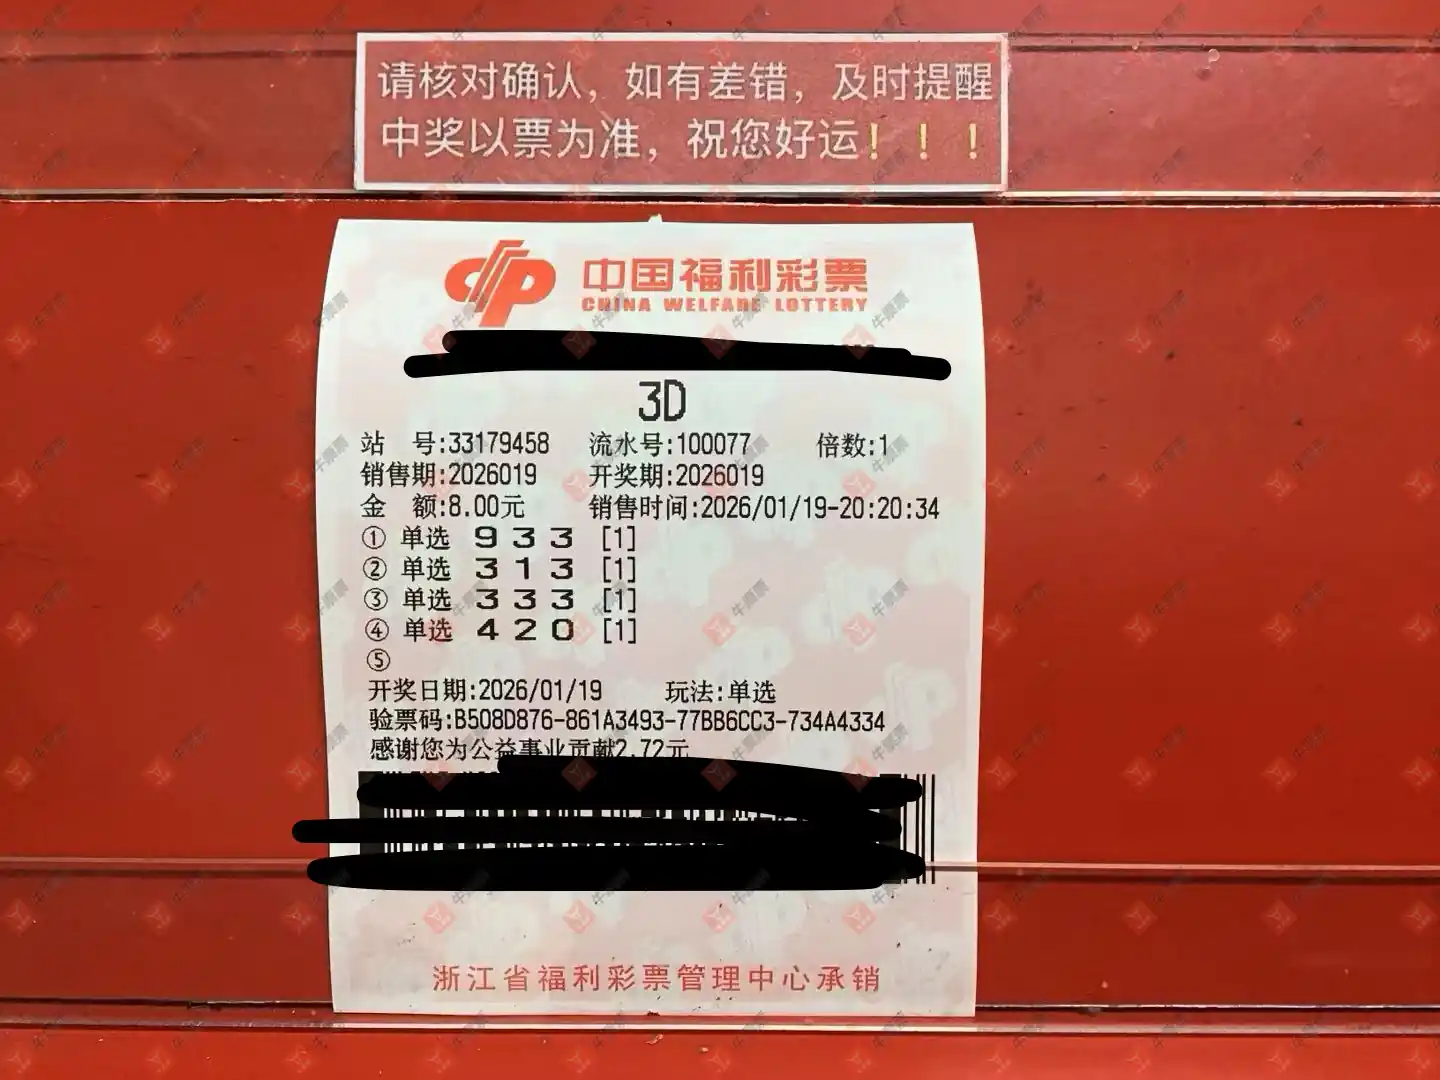 请核对确认，如有差错，及时提醒
中奖以票为准，祝您好运！！！
中国福利彩票
CHINA WELFARE LOTTERY
3D
站 号:33179458 流水号:100077 倍数:1
销售期:2026019 开奖期:2026019
金 额:8.00元 销售时间:2026/01/19-20:20:34
① 单选 9 3 3 [1]
② 单选 3 1 3 [1]
③ 单选 3 3 3 [1]
④ 单选 4 2 0 [1]
⑤
开奖日期:2026/01/19 玩法:单选
验票码:B508D876-861A3493-77BB6CC3-734A4334
感谢您为公益事业贡献2.72元
浙江省福利彩票管理中心承销